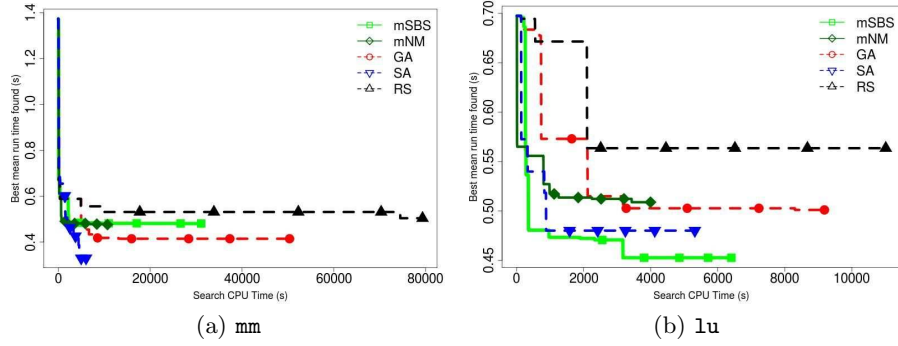 Best mean run time found (s)
1.4
1.2
1.0
0.8
0.6
0.4
mSBS
mNM
GA
SA
RS
0
20000
40000
60000
80000
Search CPU Time (s)
(a) mm
Best mean run time found (s)
0.70
0.65
0.60
0.55
0.50
0.45
mSBS
mNM
GA
SA
RS
0
2000
4000
6000
8000
10000
Search CPU Time (s)
(b) lu